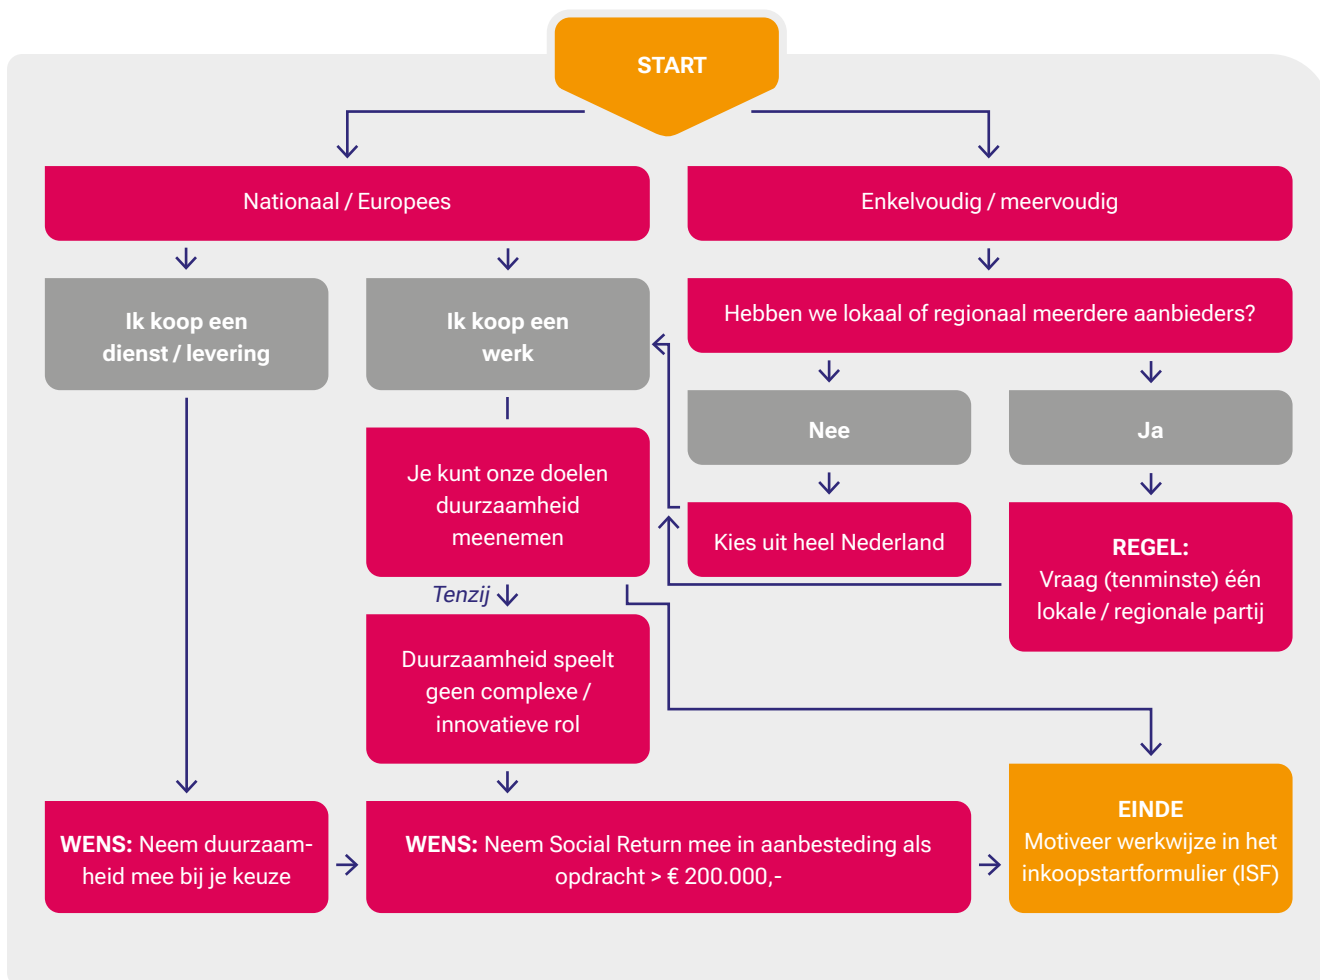 START
Nationaal / Europees
Enkelvoudig / meervoudig
Ik koop een
dienst / levering
Ik koop een
werk
Hebben we lokaal of regionaal meerdere aanbieders?
Nee
Ja
Je kunt onze doelen
duurzaamheid
meenemen
Kies uit heel Nederland
REGEL:
Vraag (tenminste) één
lokale / regionale partij
Tenzij
Duurzaamheid speelt
geen complexe /
innovatieve rol
WENS: Neem duurzaam-
heid mee bij je keuze
WENS: Neem Social Return mee in aanbesteding als
opdracht > € 200.000,-
EINDE
Motiveer werkwijze in het
inkoopstartformulier (ISF)